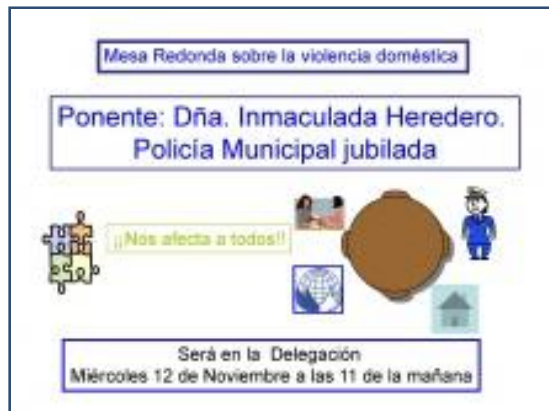 Mesa Redonda sobre la violencia doméstica
Ponente: Dña. Inmaculada Heredero.
Policía Municipal jubilada
¡¡Nos afecta a todos!!
Será en la Delegación
Miércoles 12 de Noviembre a las 11 de la mañana